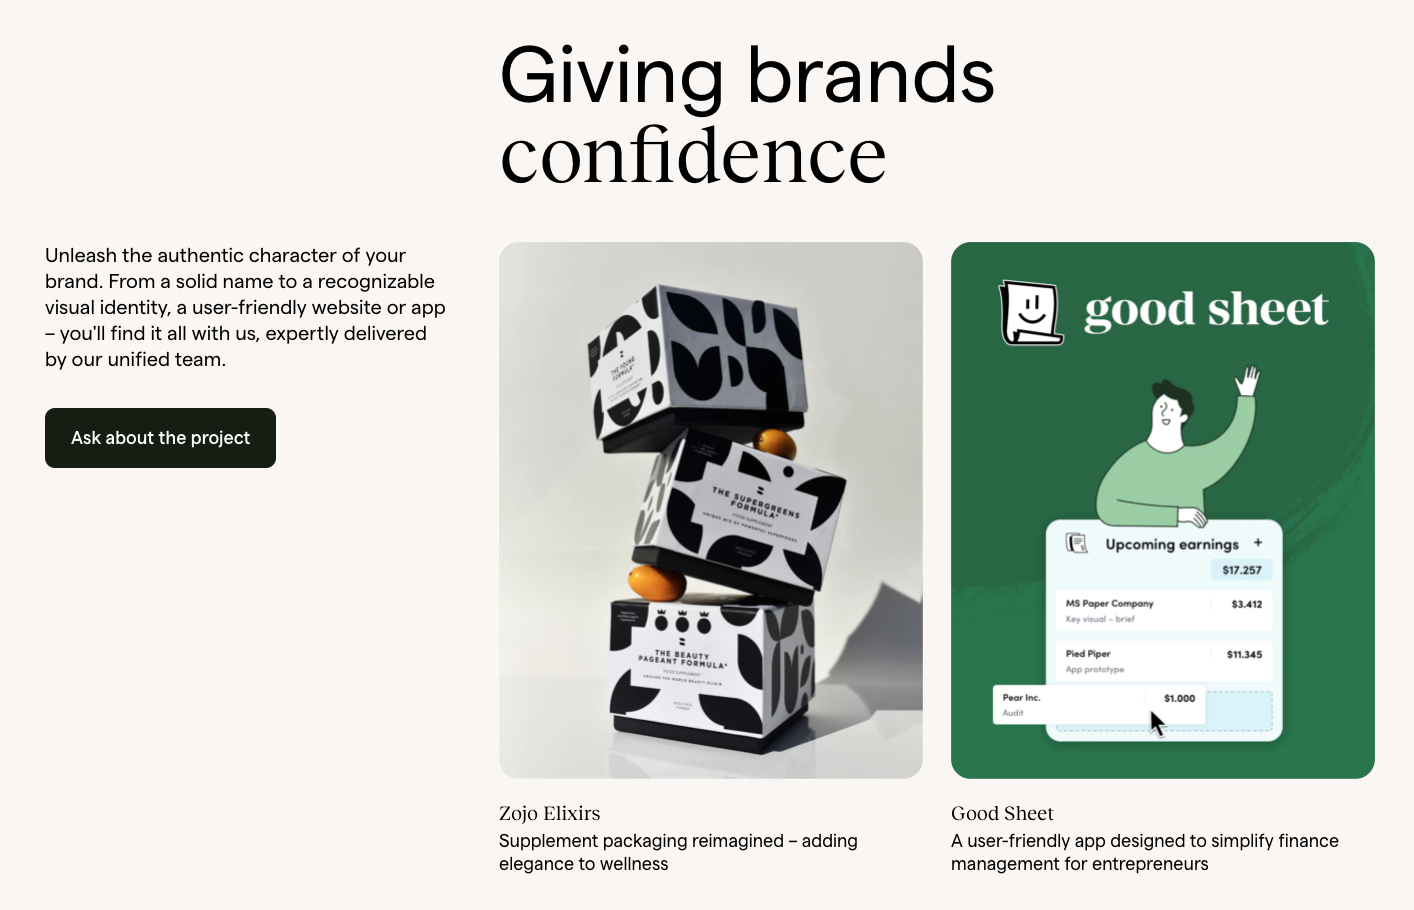 Giving brands
confidence
Unleash the authentic character of your
brand. From a solid name to a recognizable
visual identity, a user-friendly website or app
– you'll find it all with us, expertly delivered
by our unified team.
Ask about the project
THE YOUNG
FORMULA*
THE SUPERGREENS
FORMULA*
FOOD SUPPLEMENT
UNIQUE MIX OF POWERFUL SUPERFOODS
THE BEAUTY
PAGEANT FORMULA*
FOOD SUPPLEMENT
AROUND THE WORLD BEAUTY ELIXIR
Zojo Elixirs
Supplement packaging reimagined – adding
elegance to wellness
good sheet
Upcoming earnings +
$17.257
MS Paper Company $3.412
Key visual – brief
Pied Piper $11.345
App prototype
Pear Inc. $1.000
Audit
Good Sheet
A user-friendly app designed to simplify finance
management for entrepreneurs